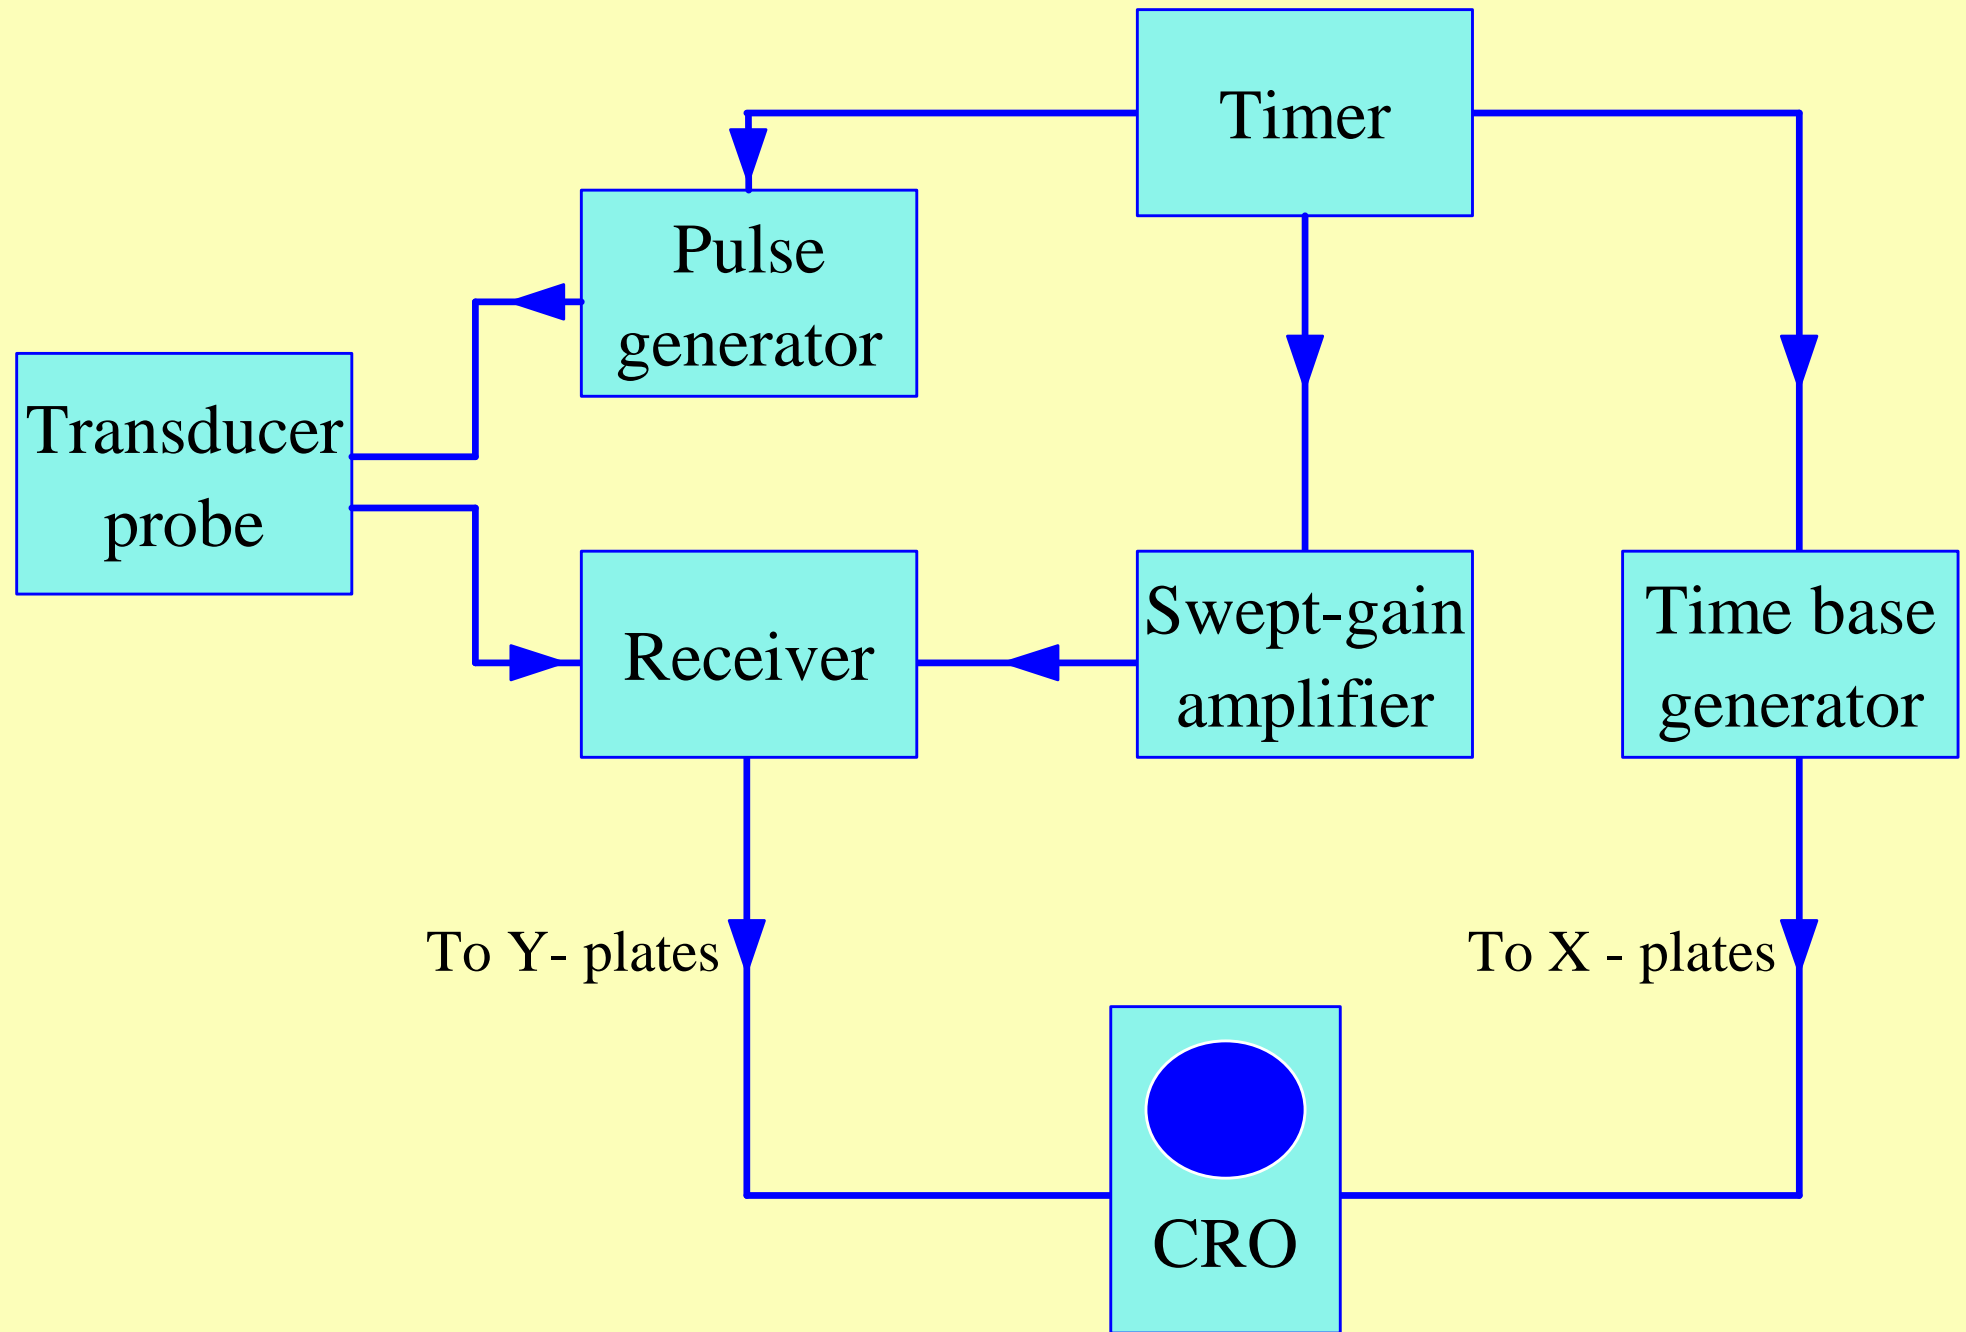 Timer
Pulse
generator
Transducer
probe
Receiver
Swept-gain
amplifier
Time base
generator
To Y- plates
To X - plates
CRO